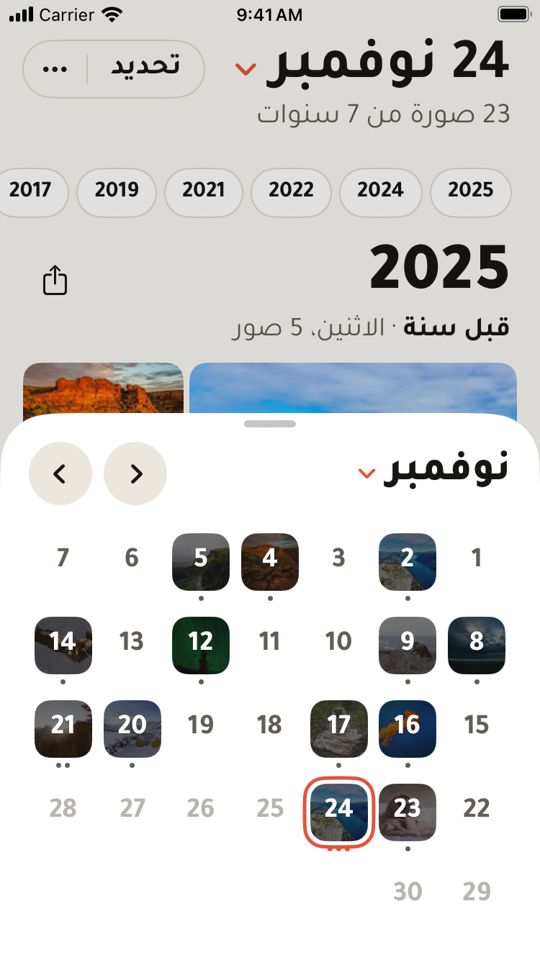 Carrier 9:41 AM
24 نوفمبر
تحديد
23 صورة من 7 سنوات
2025 2024 2022 2021 2019 2017
2025
قبل سنة · الاثنين، 5 صور
نوفمبر
1 2 3 4 5 6 7
8 9 10 11 12 13 14
15 16 17 18 19 20 21
22 23 24 25 26 27 28
29 30